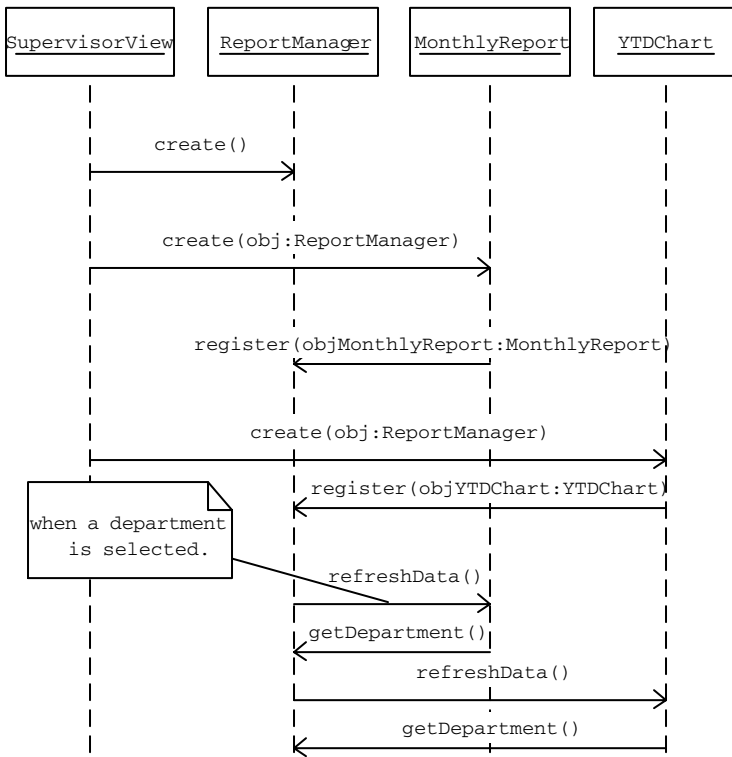 SupervisorView
ReportManager
MonthlyReport
YTDChart
create()
create(obj:ReportManager)
register(objMonthlyReport:MonthlyReport)
create(obj:ReportManager)
register(objYTDChart:YTDChart)
when a department
is selected.
refreshData()
getDepartment()
refreshData()
getDepartment()